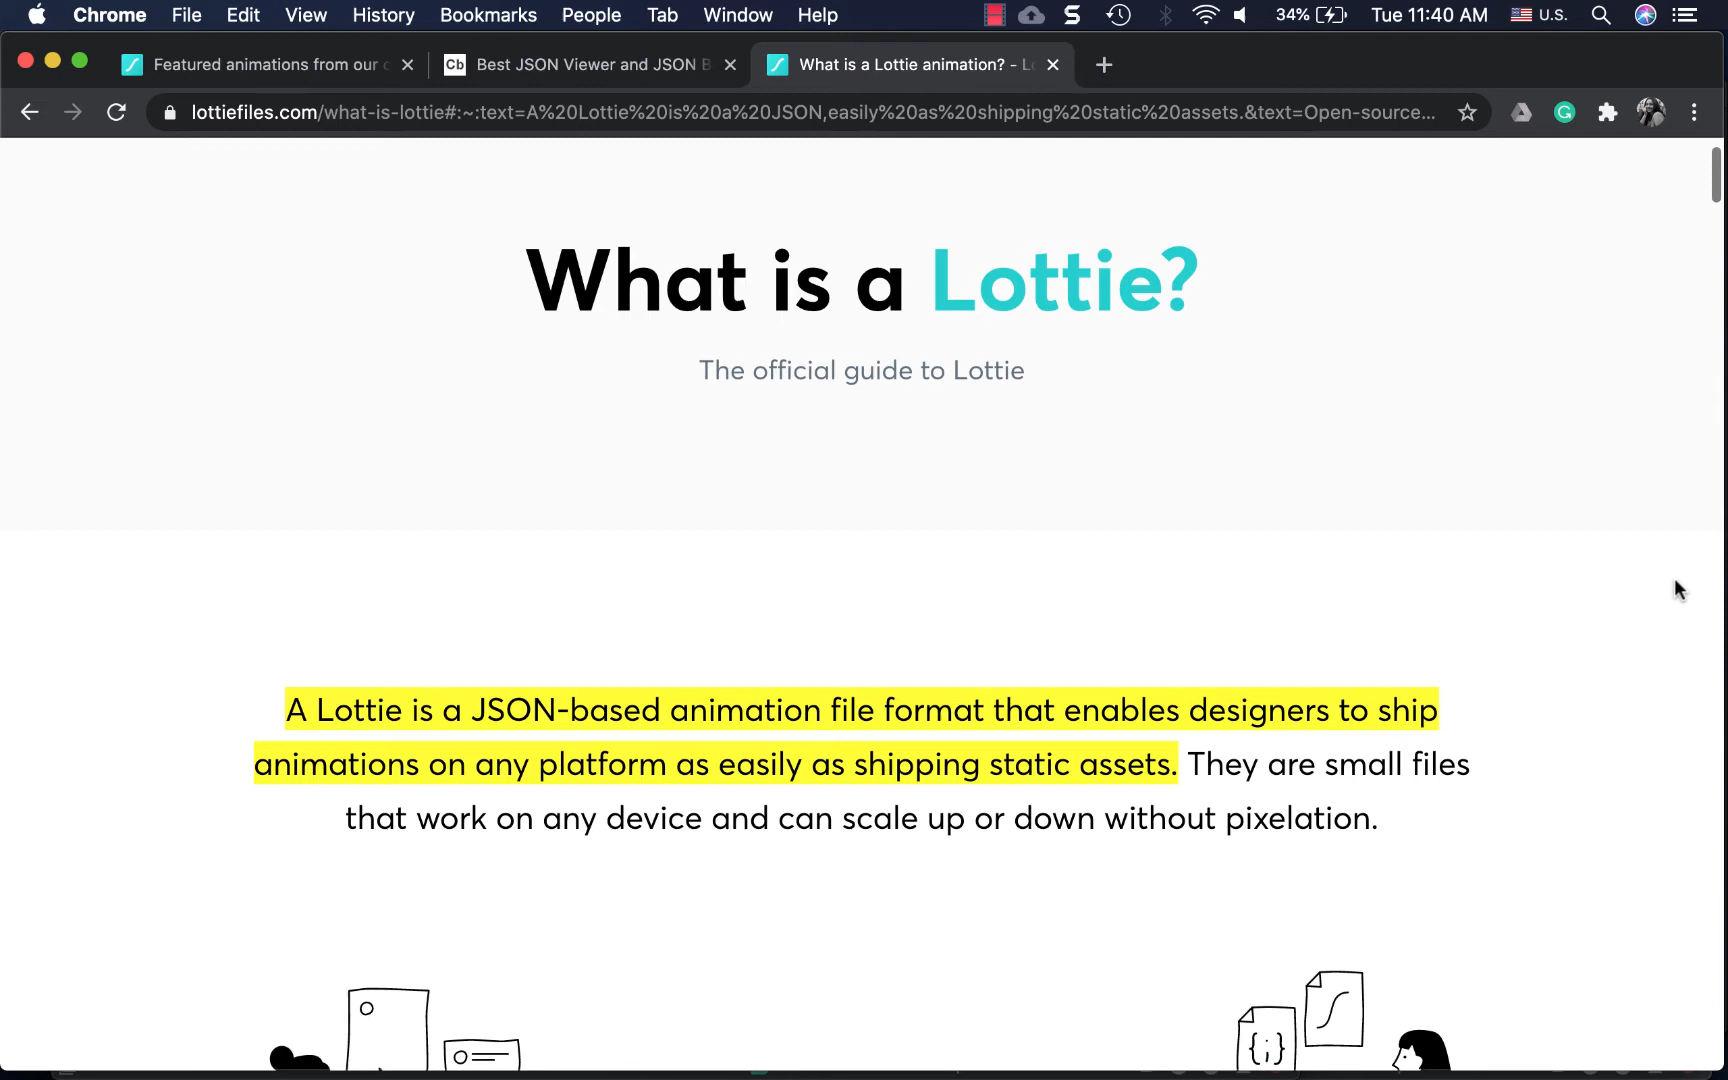 Chrome File Edit View History Bookmarks People Tab Window Help S 34% Tue 11:40 AM U.S.
Featured animations from our Cb Best JSON Viewer and JSON B What is a Lottie animation? - L
lottiefiles.com/what-is-lottie#:~:text=A%20Lottie%20is%20a%20JSON,easily%20as%20shipping%20static%20assets.&text=Open-source... G
What is a Lottie?
The official guide to Lottie
A Lottie is a JSON-based animation file format that enables designers to ship
animations on any platform as easily as shipping static assets. They are small files
that work on any device and can scale up or down without pixelation.
{;}